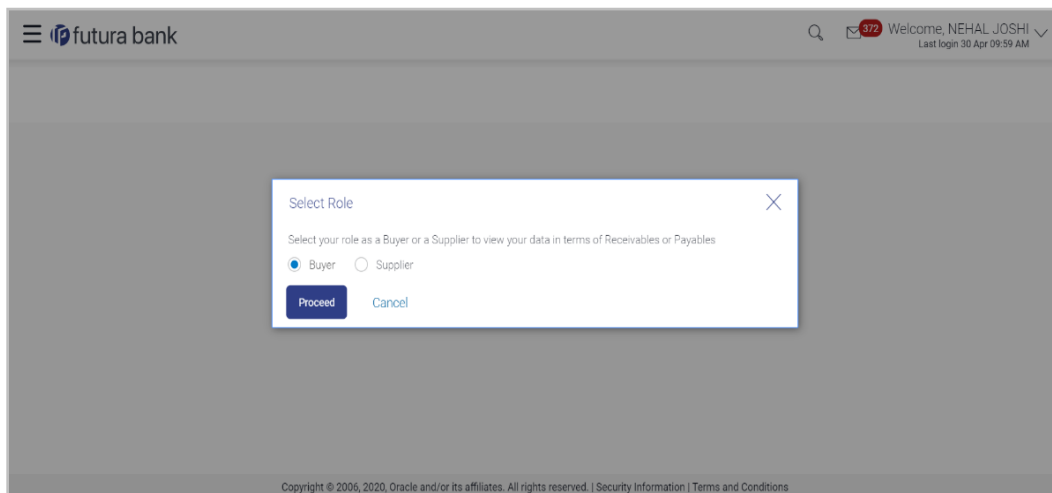 futura bank
372
Welcome, NEHAL JOSHI
Last login 30 Apr 09:59 AM
Select Role
Select your role as a Buyer or a Supplier to view your data in terms of Receivables or Payables
Buyer Supplier
Proceed Cancel
Copyright © 2006, 2020, Oracle and/or its affiliates. All rights reserved. | Security Information | Terms and Conditions